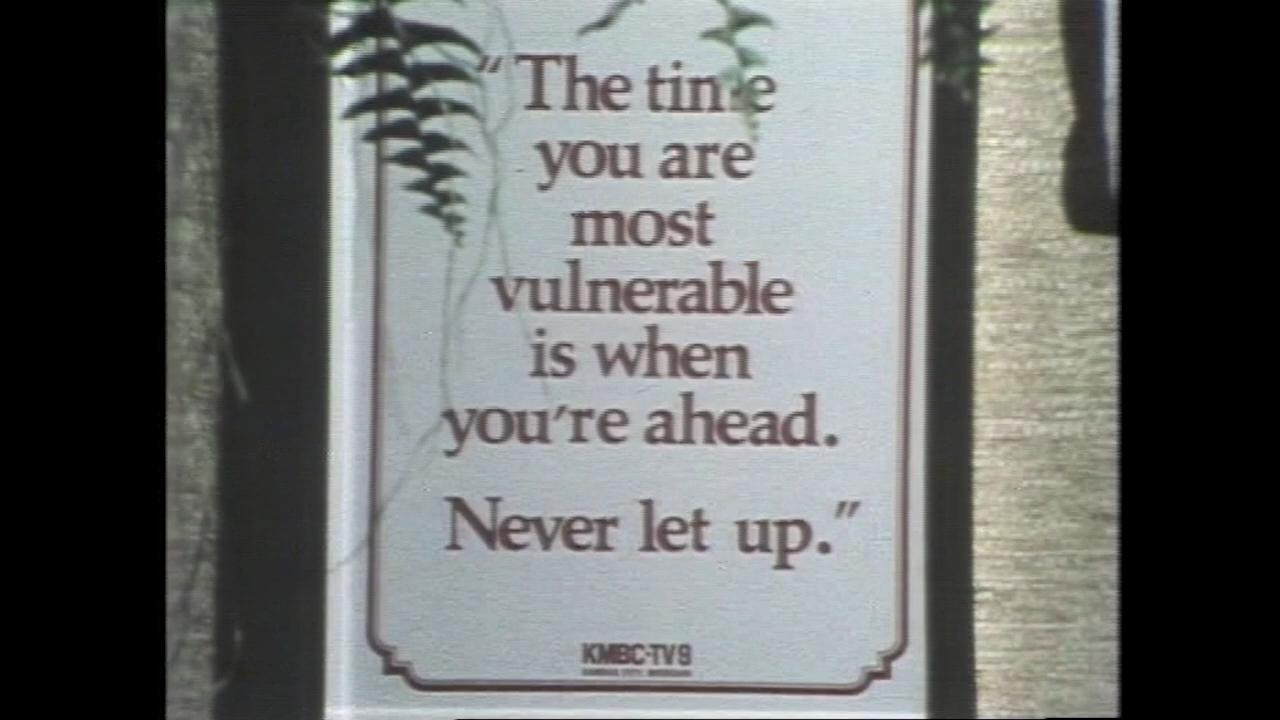 “The time
you are
most
vulnerable
is when
you're ahead.
Never let up.”
KMBC-TV9